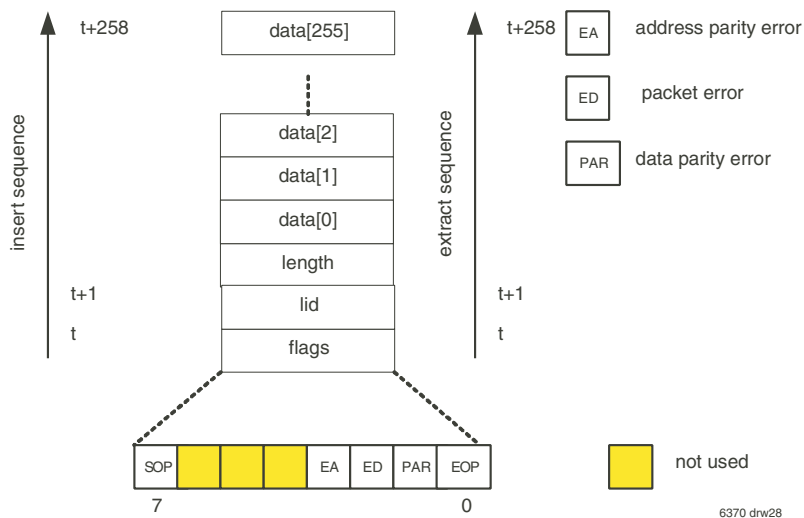 t+258
data[255]
t+258
EA
address parity error
ED
packet error
PAR
data parity error
insert sequence
extract sequence
data[2]
data[1]
data[0]
length
t+1
lid
t+1
t
flags
t
SOP
EA
ED
PAR
EOP
not used
7
0
6370 drw28